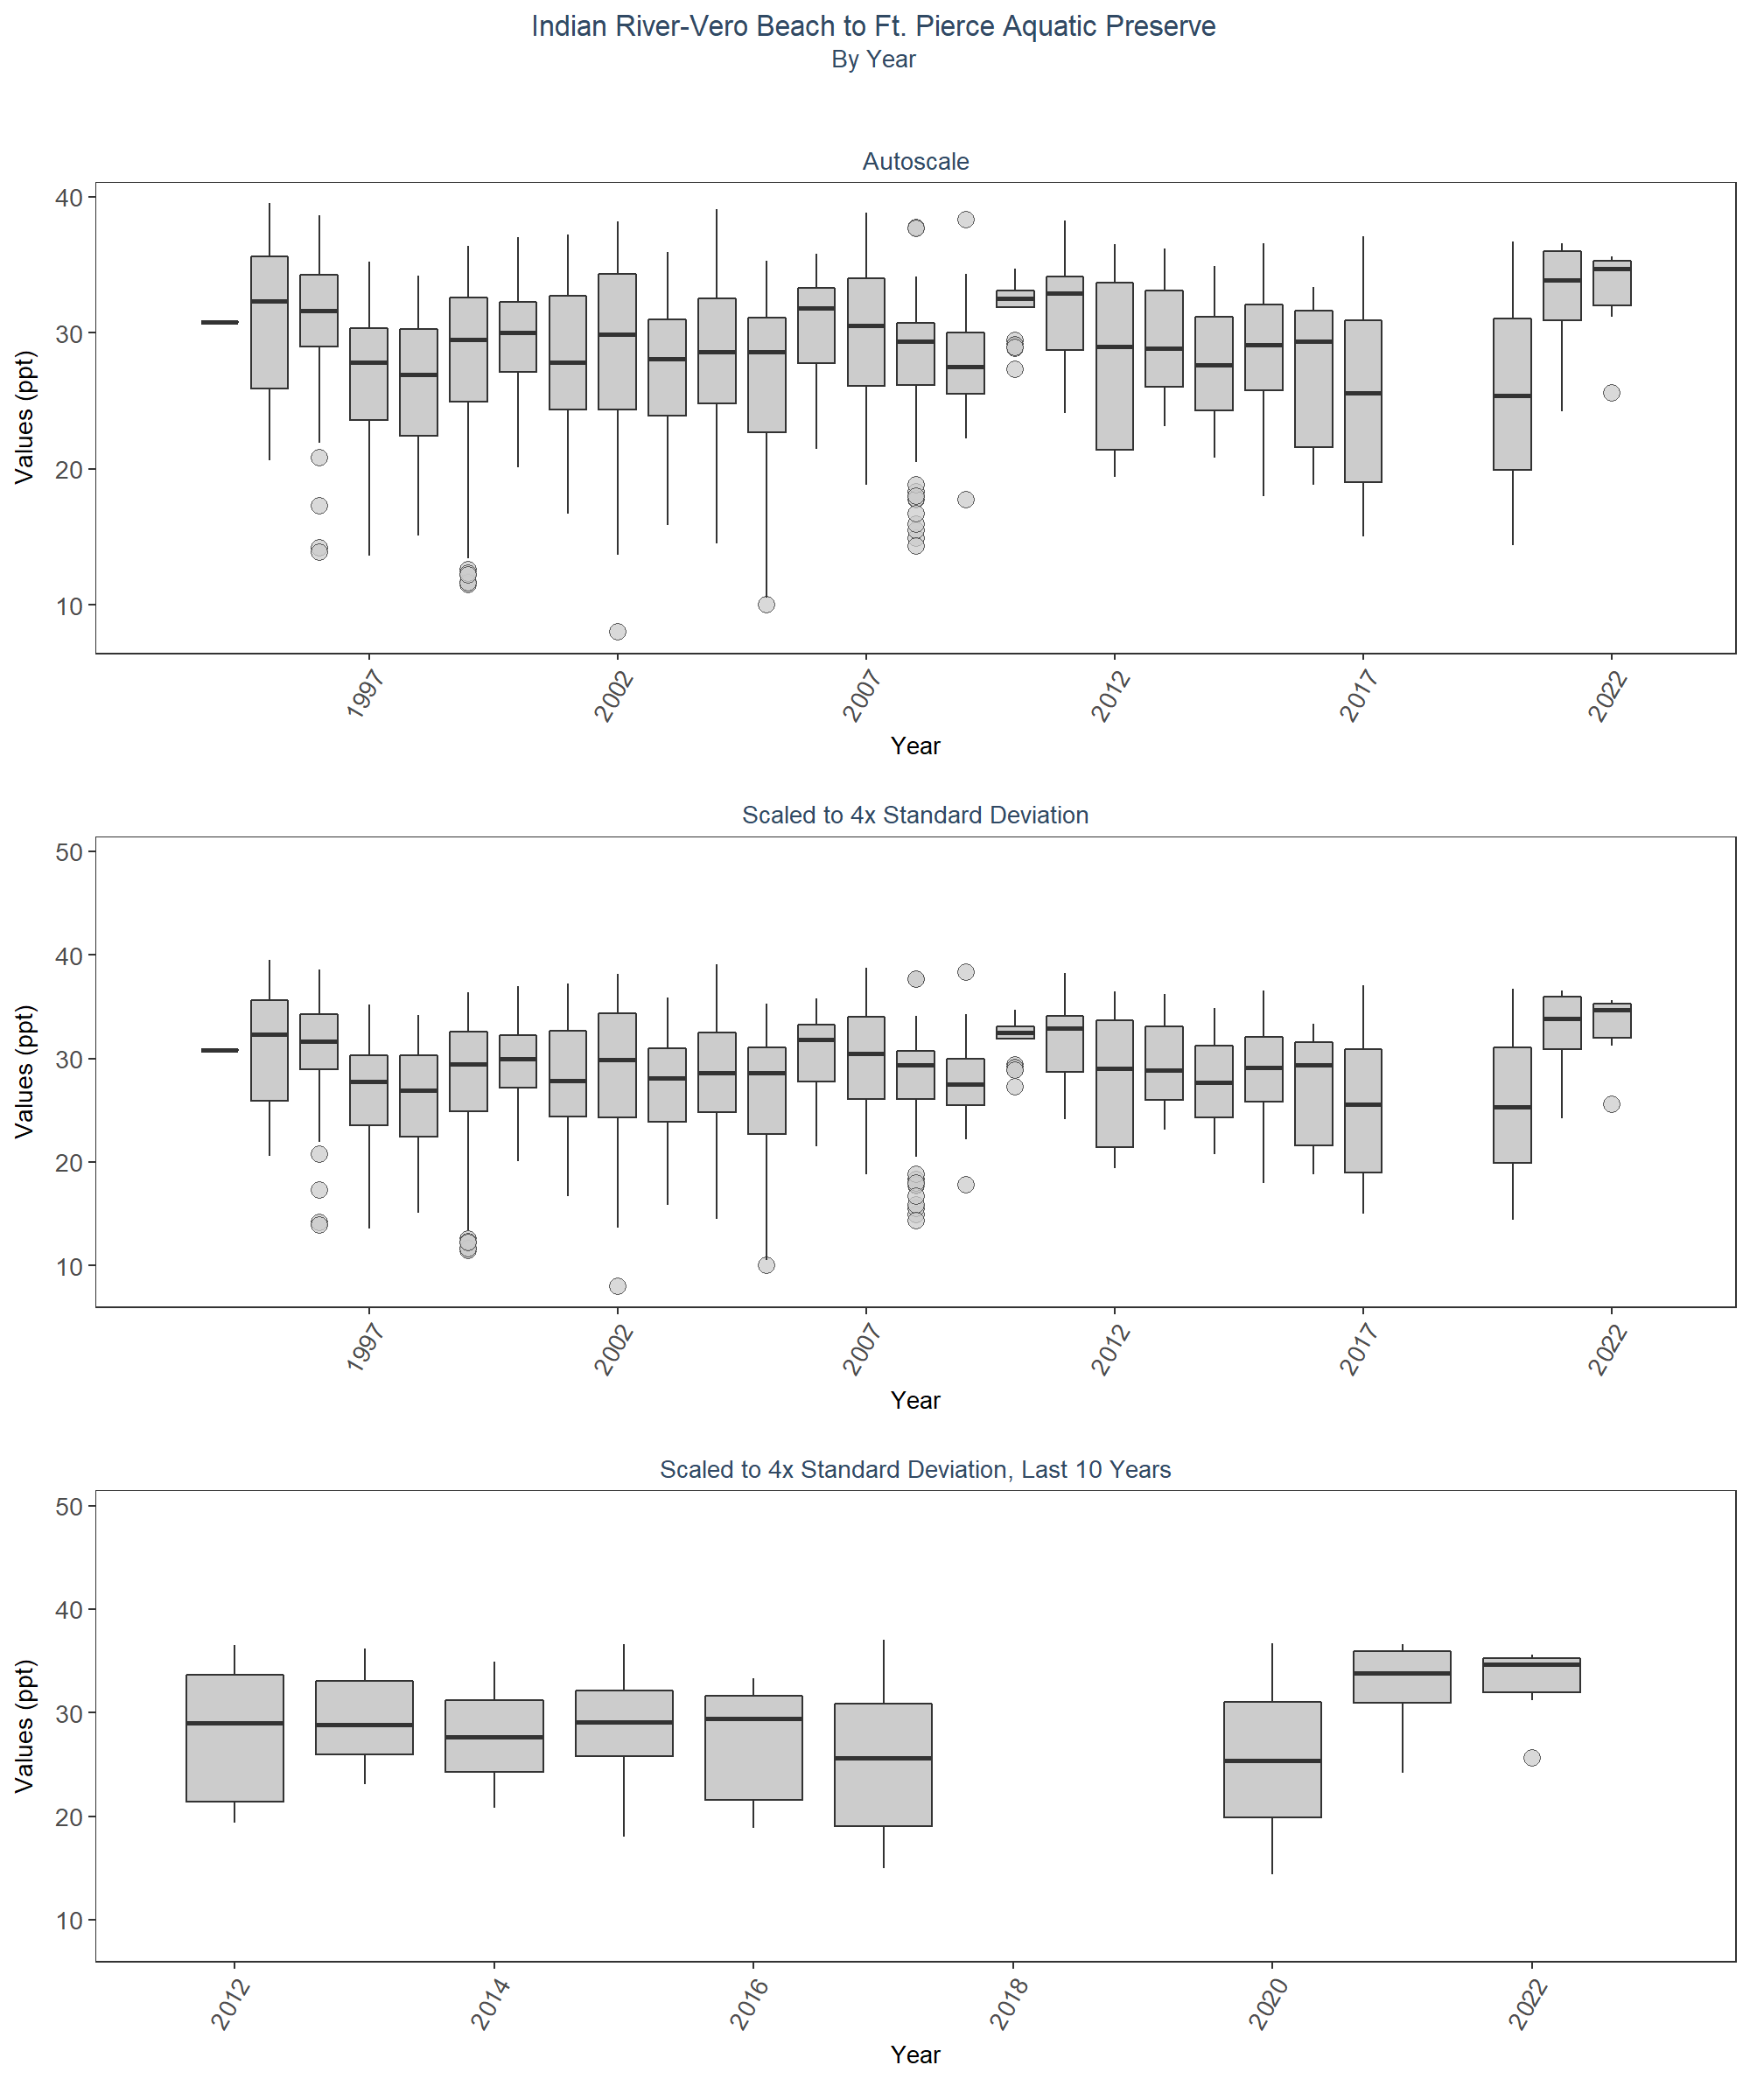 Indian River-Vero Beach to Ft. Pierce Aquatic Preserve
By Year
Autoscale
Values (ppt)
40
30
20
10
1997
2002
2007
2012
2017
2022
Year
Scaled to 4x Standard Deviation
Values (ppt)
50
40
30
20
10
1997
2002
2007
2012
2017
2022
Year
Scaled to 4x Standard Deviation, Last 10 Years
Values (ppt)
50
40
30
20
10
2012
2014
2016
2018
2020
2022
Year